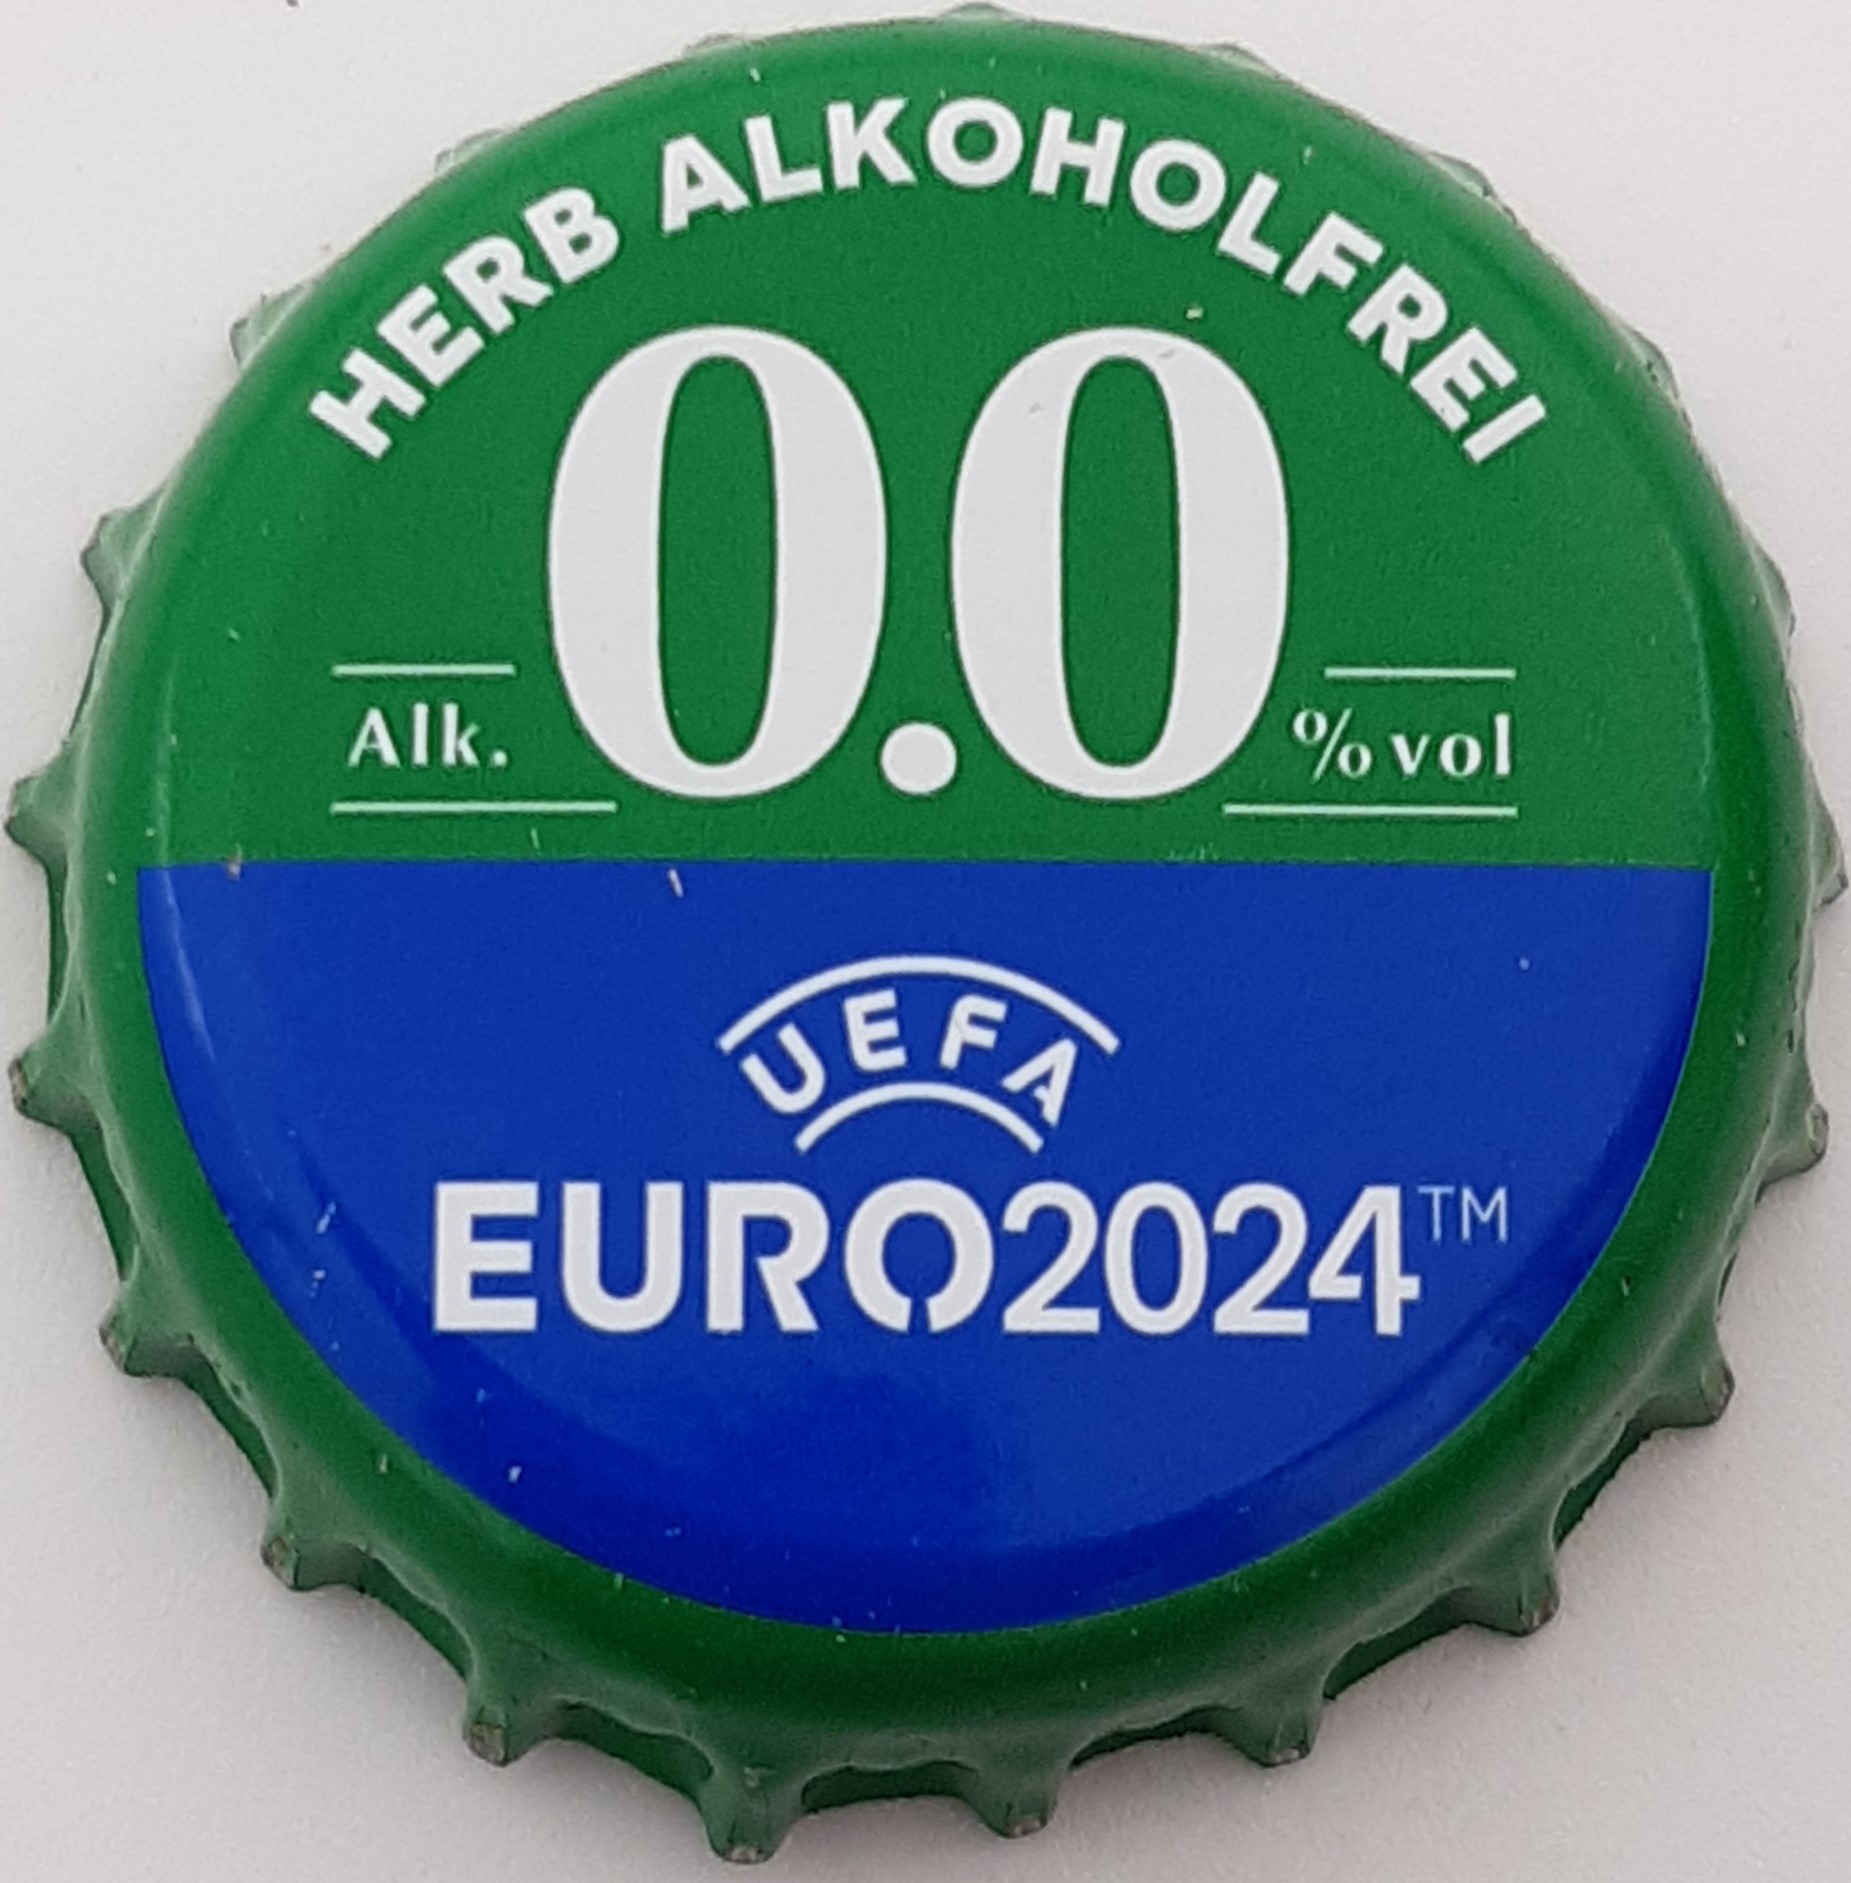 HERB ALKOHOLFREI
Alk. 0.0 % vol
UEFA
EURO2024™